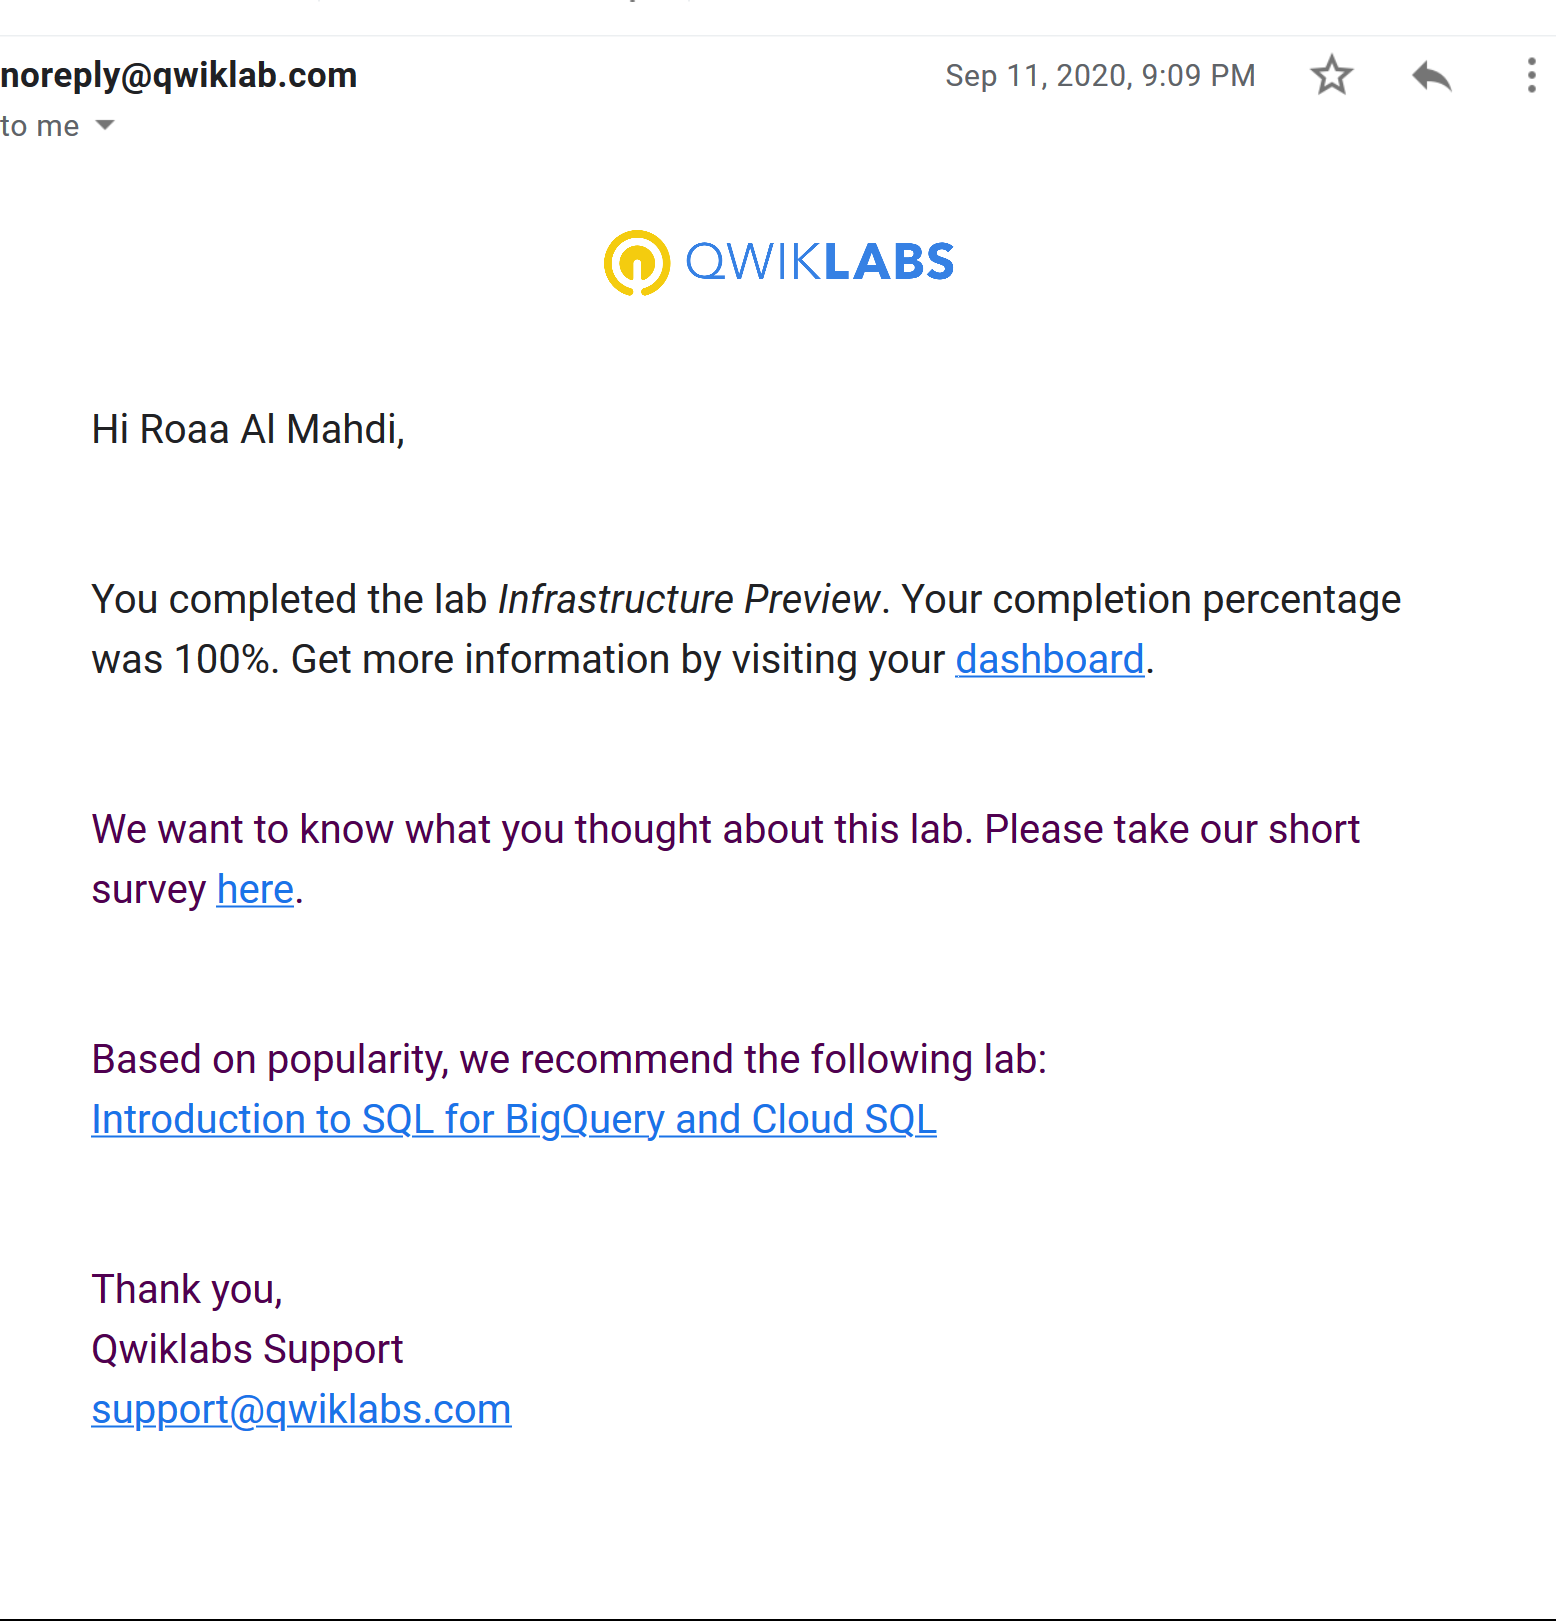 noreply@qwiklab.com
Sep 11, 2020, 9:09 PM
to me
QWIKLABS
Hi Roaa Al Mahdi,
You completed the lab Infrastructure Preview. Your completion percentage
was 100%. Get more information by visiting your dashboard.
We want to know what you thought about this lab. Please take our short
survey here.
Based on popularity, we recommend the following lab:
Introduction to SQL for BigQuery and Cloud SQL
Thank you,
Qwiklabs Support
support@qwiklabs.com